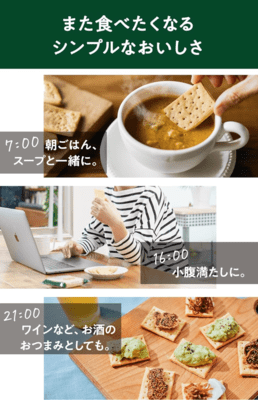 また食べたくなる
シンプルなおいしさ
7:00 朝ごはん、
スープと一緒に。
16:00
小腹満たしに。
21:00
ワインなど、お酒の
おつまみとしても。